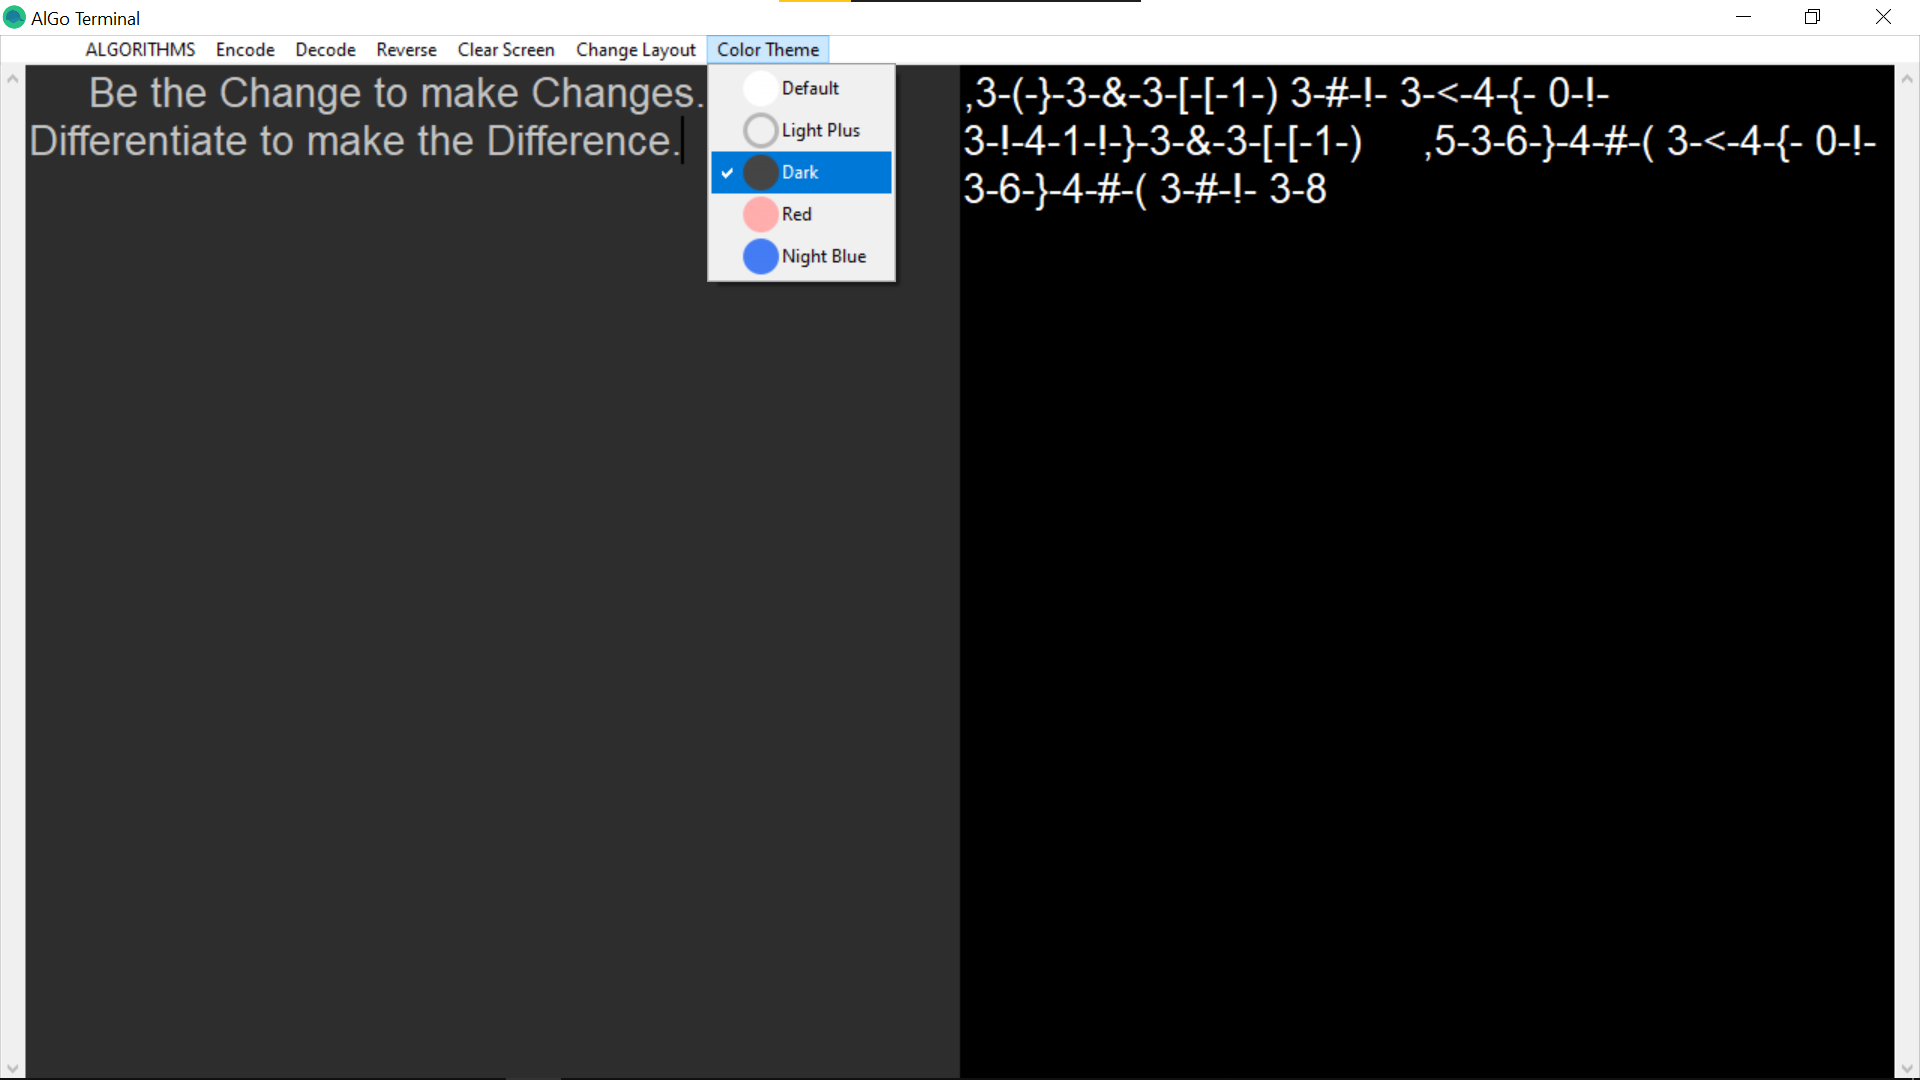 AlGo Terminal
ALGORITHMS Encode Decode Reverse Clear Screen Change Layout Color Theme
Be the Change to make Changes.
Differentiate to make the Difference.
Default
Light Plus
Dark
Red
Night Blue
,3-(-}-3-&-3-[-[-1-) 3-#-!- 3-<-4-{- 0-!-
3-!-4-1-!-}-3-&-3-[-[-1-) ,5-3-6-}-4-#-( 3-<-4-{- 0-!-
3-6-}-4-#-( 3-#-!- 3-8